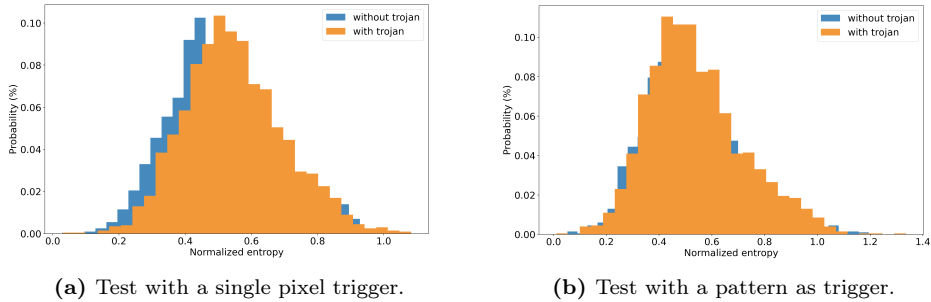 0.10
0.08
0.06
0.04
0.02
0.00
Probability (%)
without trojan
with trojan
0.0 0.2 0.4 0.6 0.8 1.0
Normalized entropy
(a) Test with a single pixel trigger.
0.10
0.08
0.06
0.04
0.02
0.00
Probability (%)
without trojan
with trojan
0.0 0.2 0.4 0.6 0.8 1.0 1.2 1.4
Normalized entropy
(b) Test with a pattern as trigger.